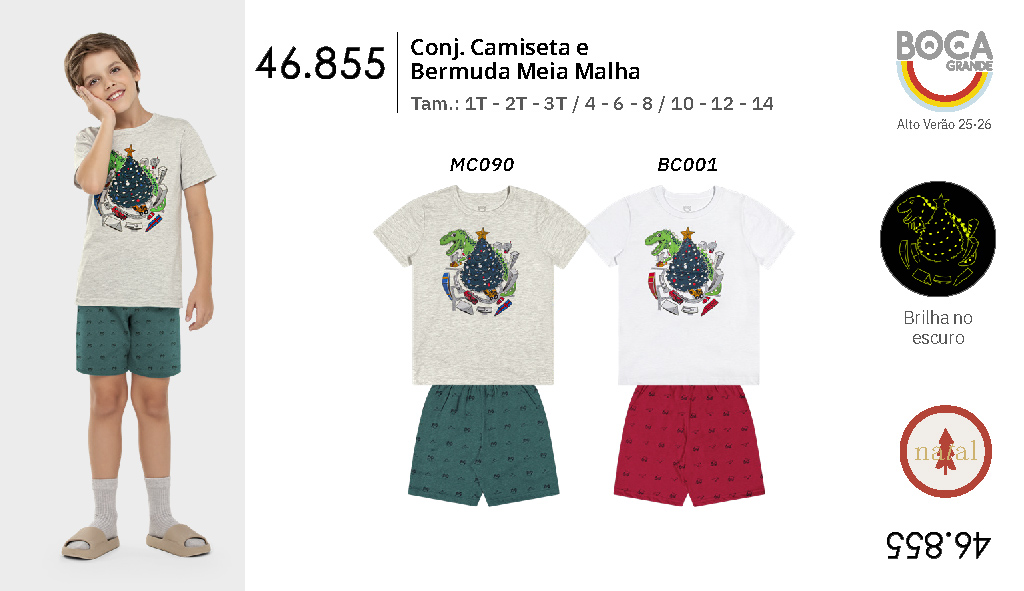 46.855
Conj. Camiseta e
Bermuda Meia Malha
Tam.: 1T - 2T - 3T / 4 - 6 - 8 / 10 - 12 - 14
BOCA
GRANDE
Alto Verão 25-26
MC090
BC001
Brilha no
escuro
natal
46.855